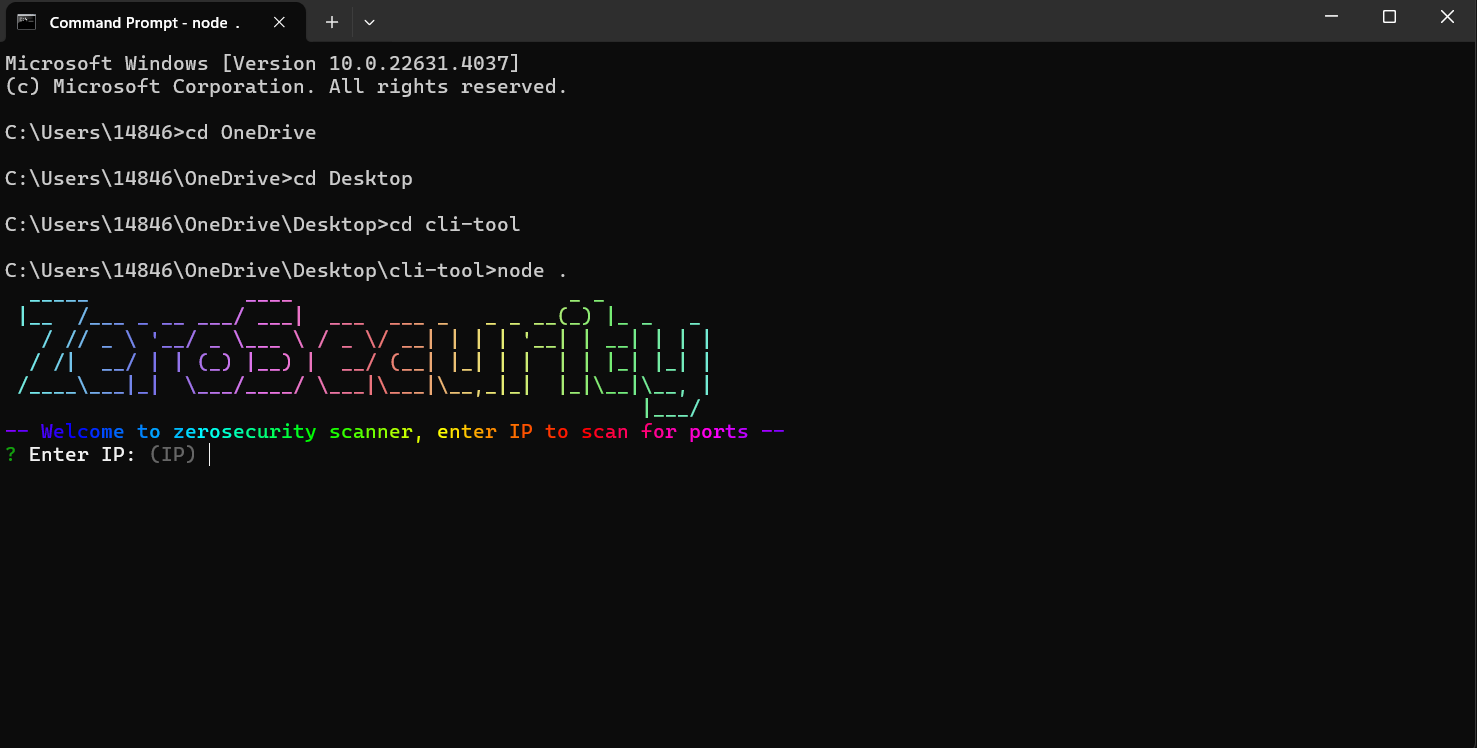 Command Prompt - node .
Microsoft Windows [Version 10.0.22631.4037]
(c) Microsoft Corporation. All rights reserved.
C:\Users\14846>cd OneDrive
C:\Users\14846\OneDrive>cd Desktop
C:\Users\14846\OneDrive\Desktop>cd cli-tool
C:\Users\14846\OneDrive\Desktop\cli-tool>node .
ZeroSecurity
-- Welcome to zerosecurity scanner, enter IP to scan for ports --
? Enter IP: (IP)